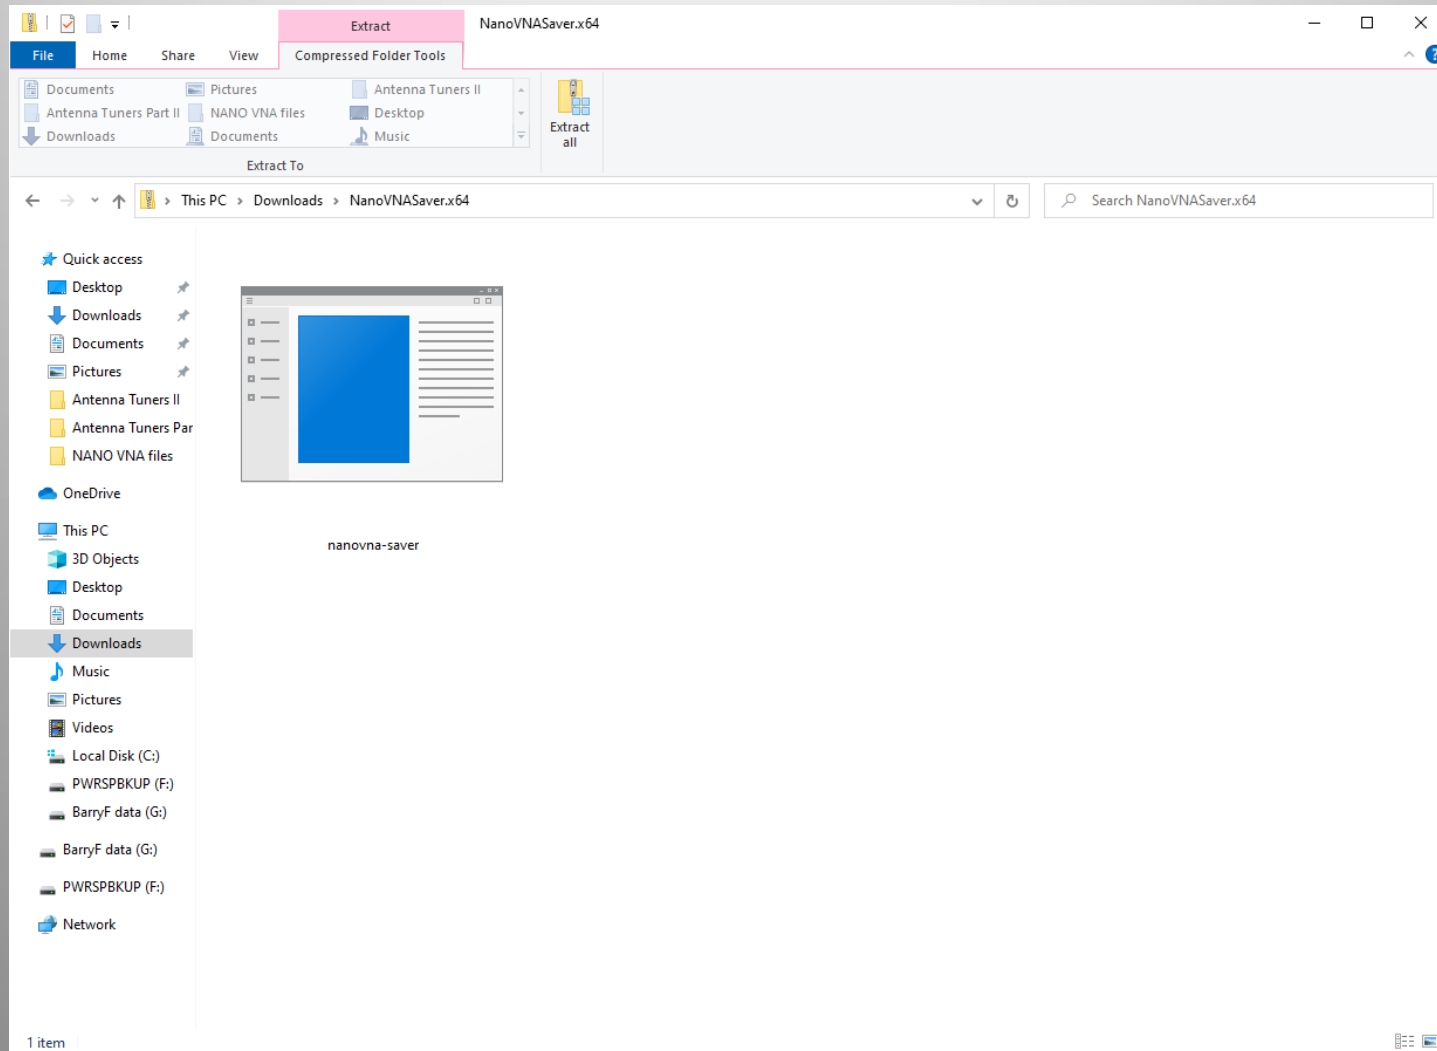 Extract
NanoVNASaver.x64
File Home Share View Compressed Folder Tools
Documents Pictures Antenna Tuners II
Antenna Tuners Part II NANO VNA files Desktop
Downloads Documents Music
Extract all
Extract To
This PC Downloads NanoVNASaver.x64
Search NanoVNASaver.x64
Quick access
Desktop
Downloads
Documents
Pictures
Antenna Tuners II
Antenna Tuners Par
NANO VNA files
OneDrive
This PC
3D Objects
Desktop
Documents
Downloads
Music
Pictures
Videos
Local Disk (C:)
PWRSPBKUP (F:)
BarryF data (G:)
BarryF data (G:)
PWRSPBKUP (F:)
Network
nanovna-saver
1 item